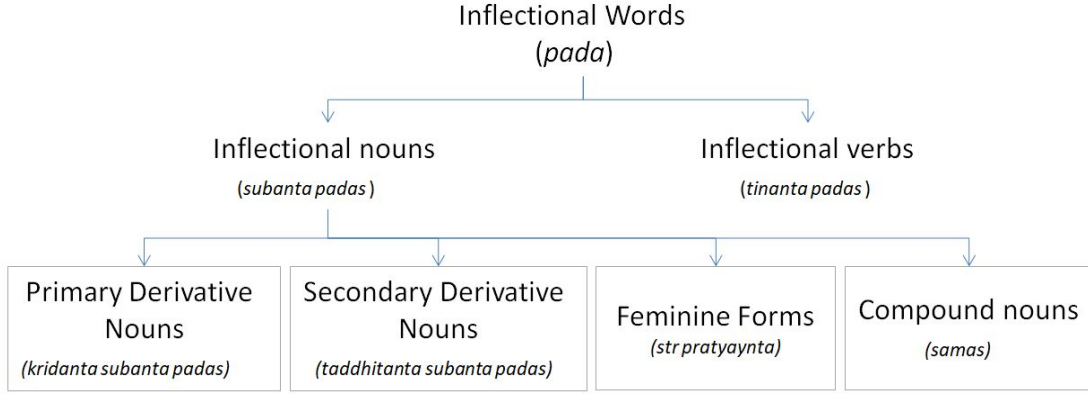 Inflectional Words
(pada)
Inflectional nouns
(subanta padas)
Inflectional verbs
(tinanta padas)
Primary Derivative
Nouns
(kridanta subanta padas)
Secondary Derivative
Nouns
(taddhitanta subanta padas)
Feminine Forms
(str pratyaynta)
Compound nouns
(samas)